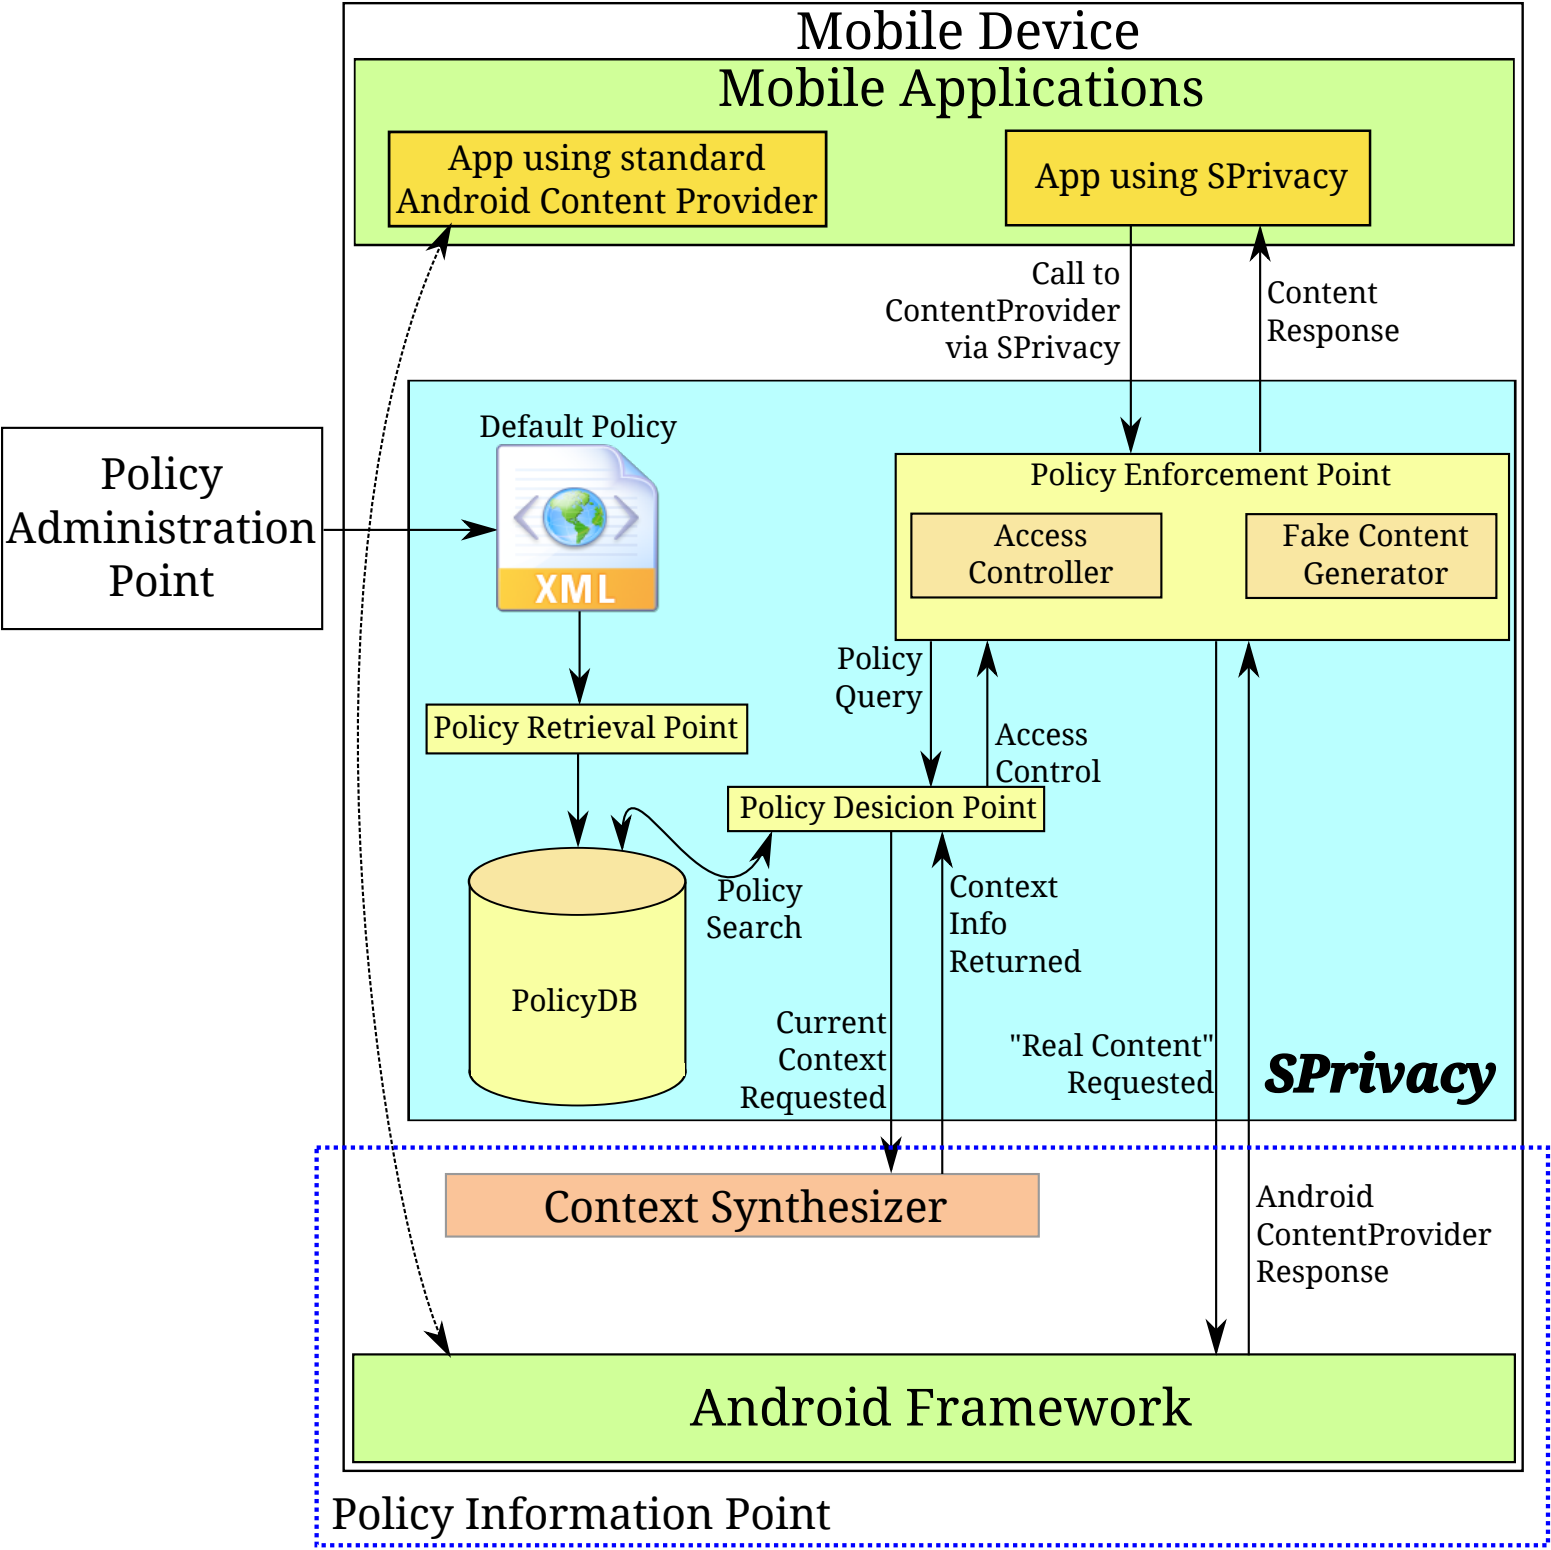 Mobile Device
Mobile Applications
App using standard
Android Content Provider
App using SPrivacy
Call to
ContentProvider
via SPrivacy
Content
Response
Policy
Administration
Point
Default Policy
XML
Policy Enforcement Point
Access
Controller
Fake Content
Generator
Policy
Query
Access
Control
Policy Retrieval Point
Policy Desicion Point
Policy
Search
PolicyDB
Context
Info
Returned
Current
Context
Requested
"Real Content"
Requested
SPrivacy
Context Synthesizer
Android
ContentProvider
Response
Android Framework
Policy Information Point